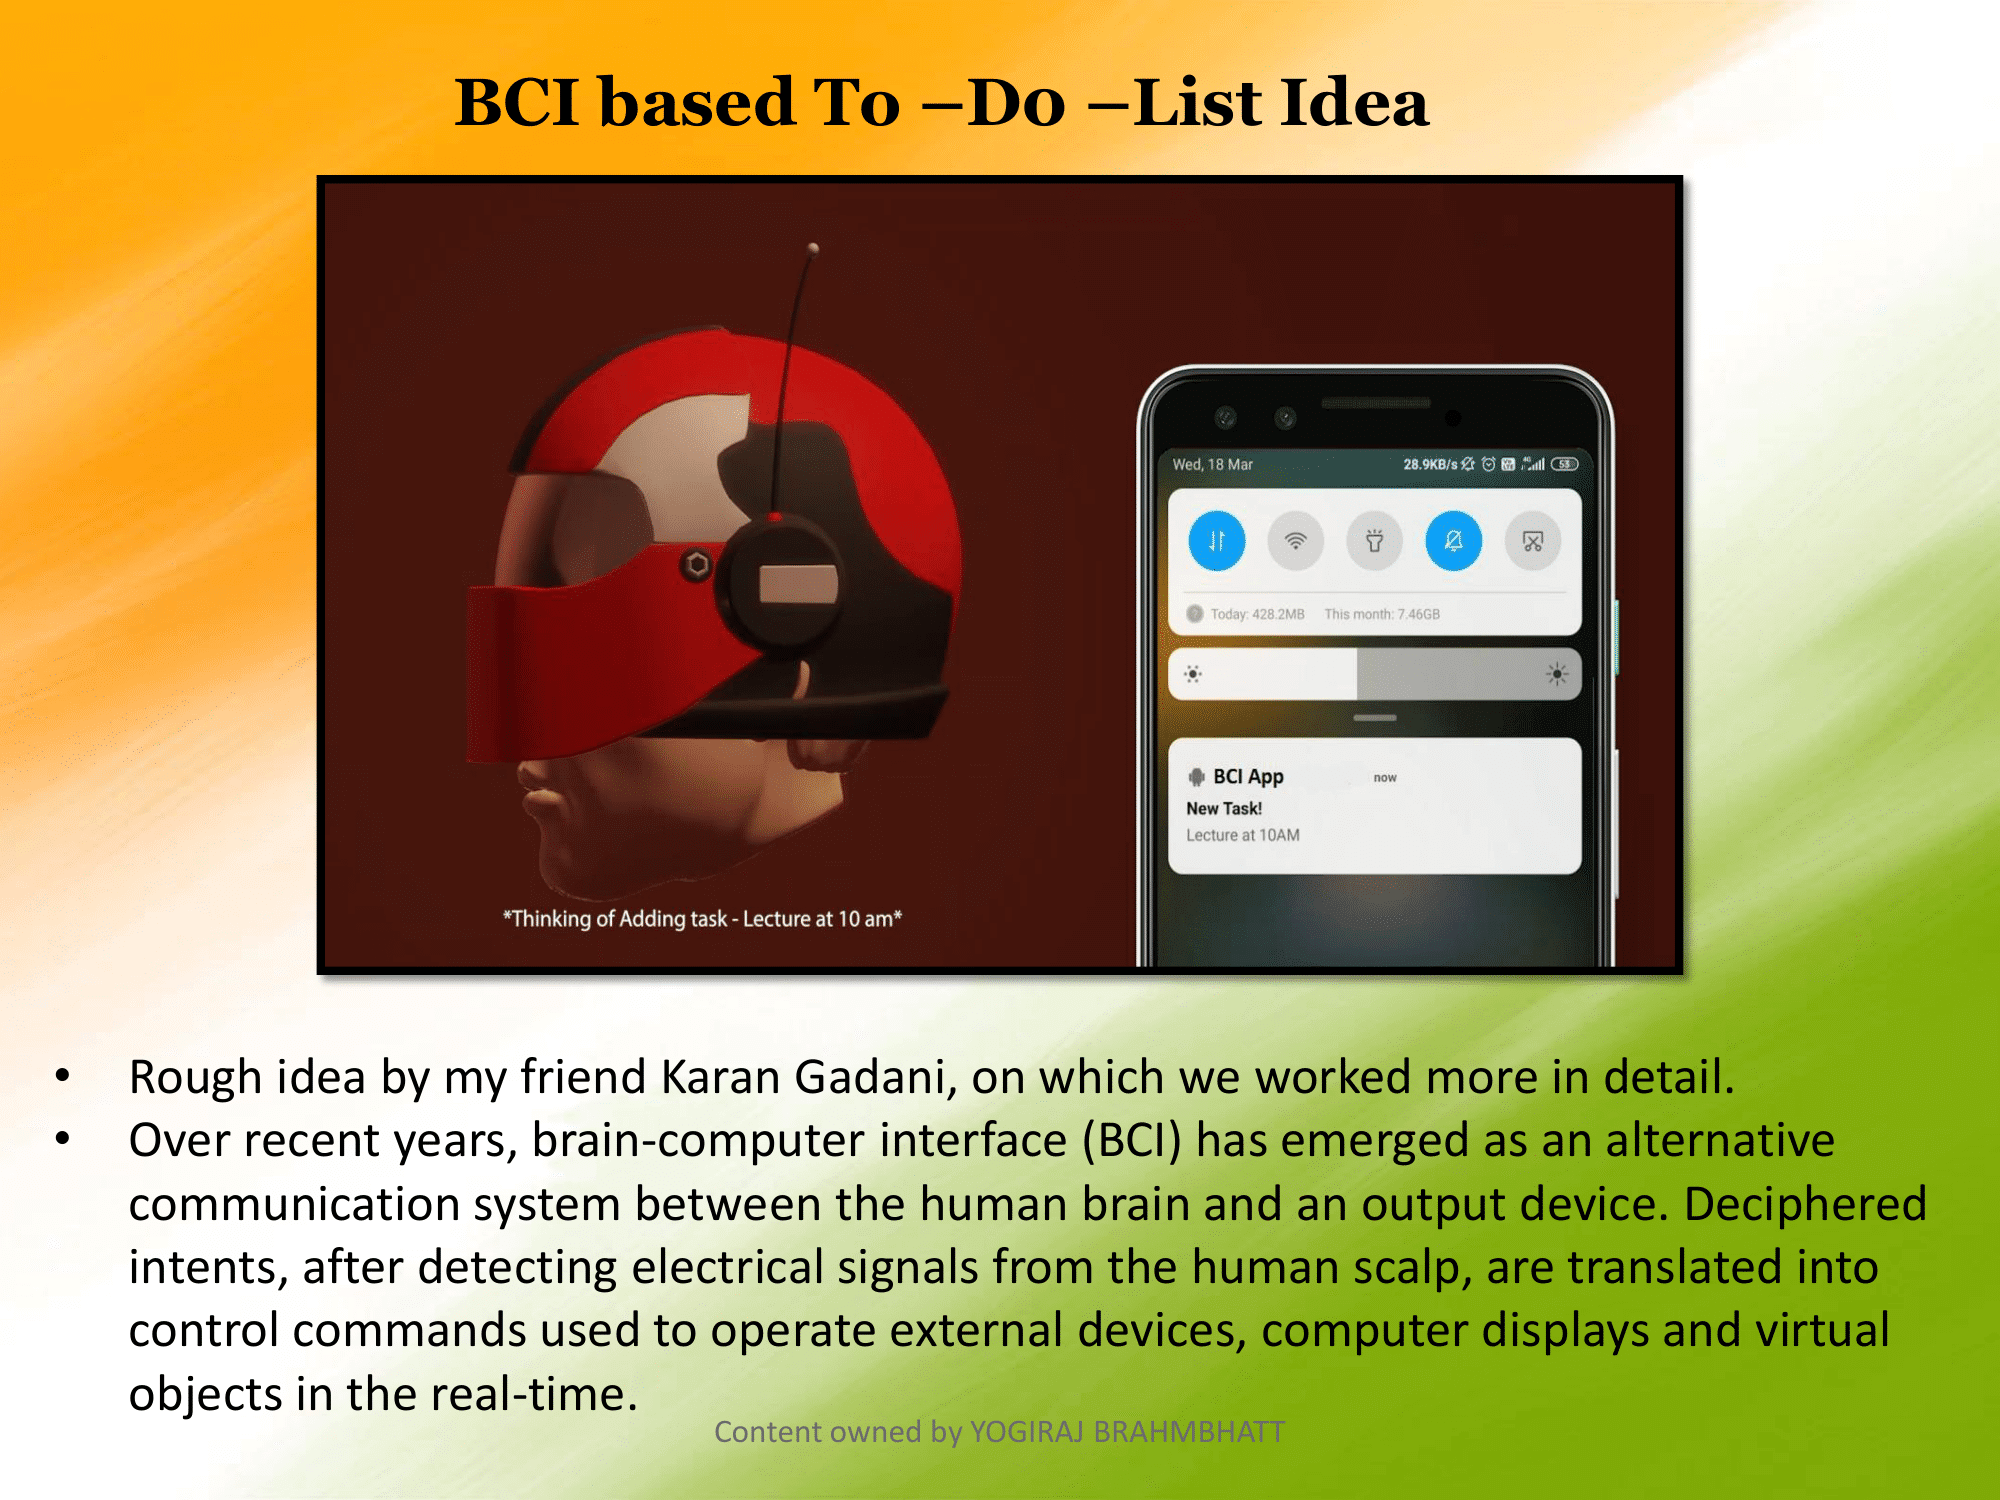 BCI based To –Do –List Idea
Wed, 18 Mar
28.9KB/s 4G 53
Today: 428.2MB This month: 7.46GB
BCI App now
New Task!
Lecture at 10AM
*Thinking of Adding task - Lecture at 10 am*
• Rough idea by my friend Karan Gadani, on which we worked more in detail.
• Over recent years, brain-computer interface (BCI) has emerged as an alternative
communication system between the human brain and an output device. Deciphered
intents, after detecting electrical signals from the human scalp, are translated into
control commands used to operate external devices, computer displays and virtual
objects in the real-time.
Content owned by YOGIRAJ BRAHMBHATT